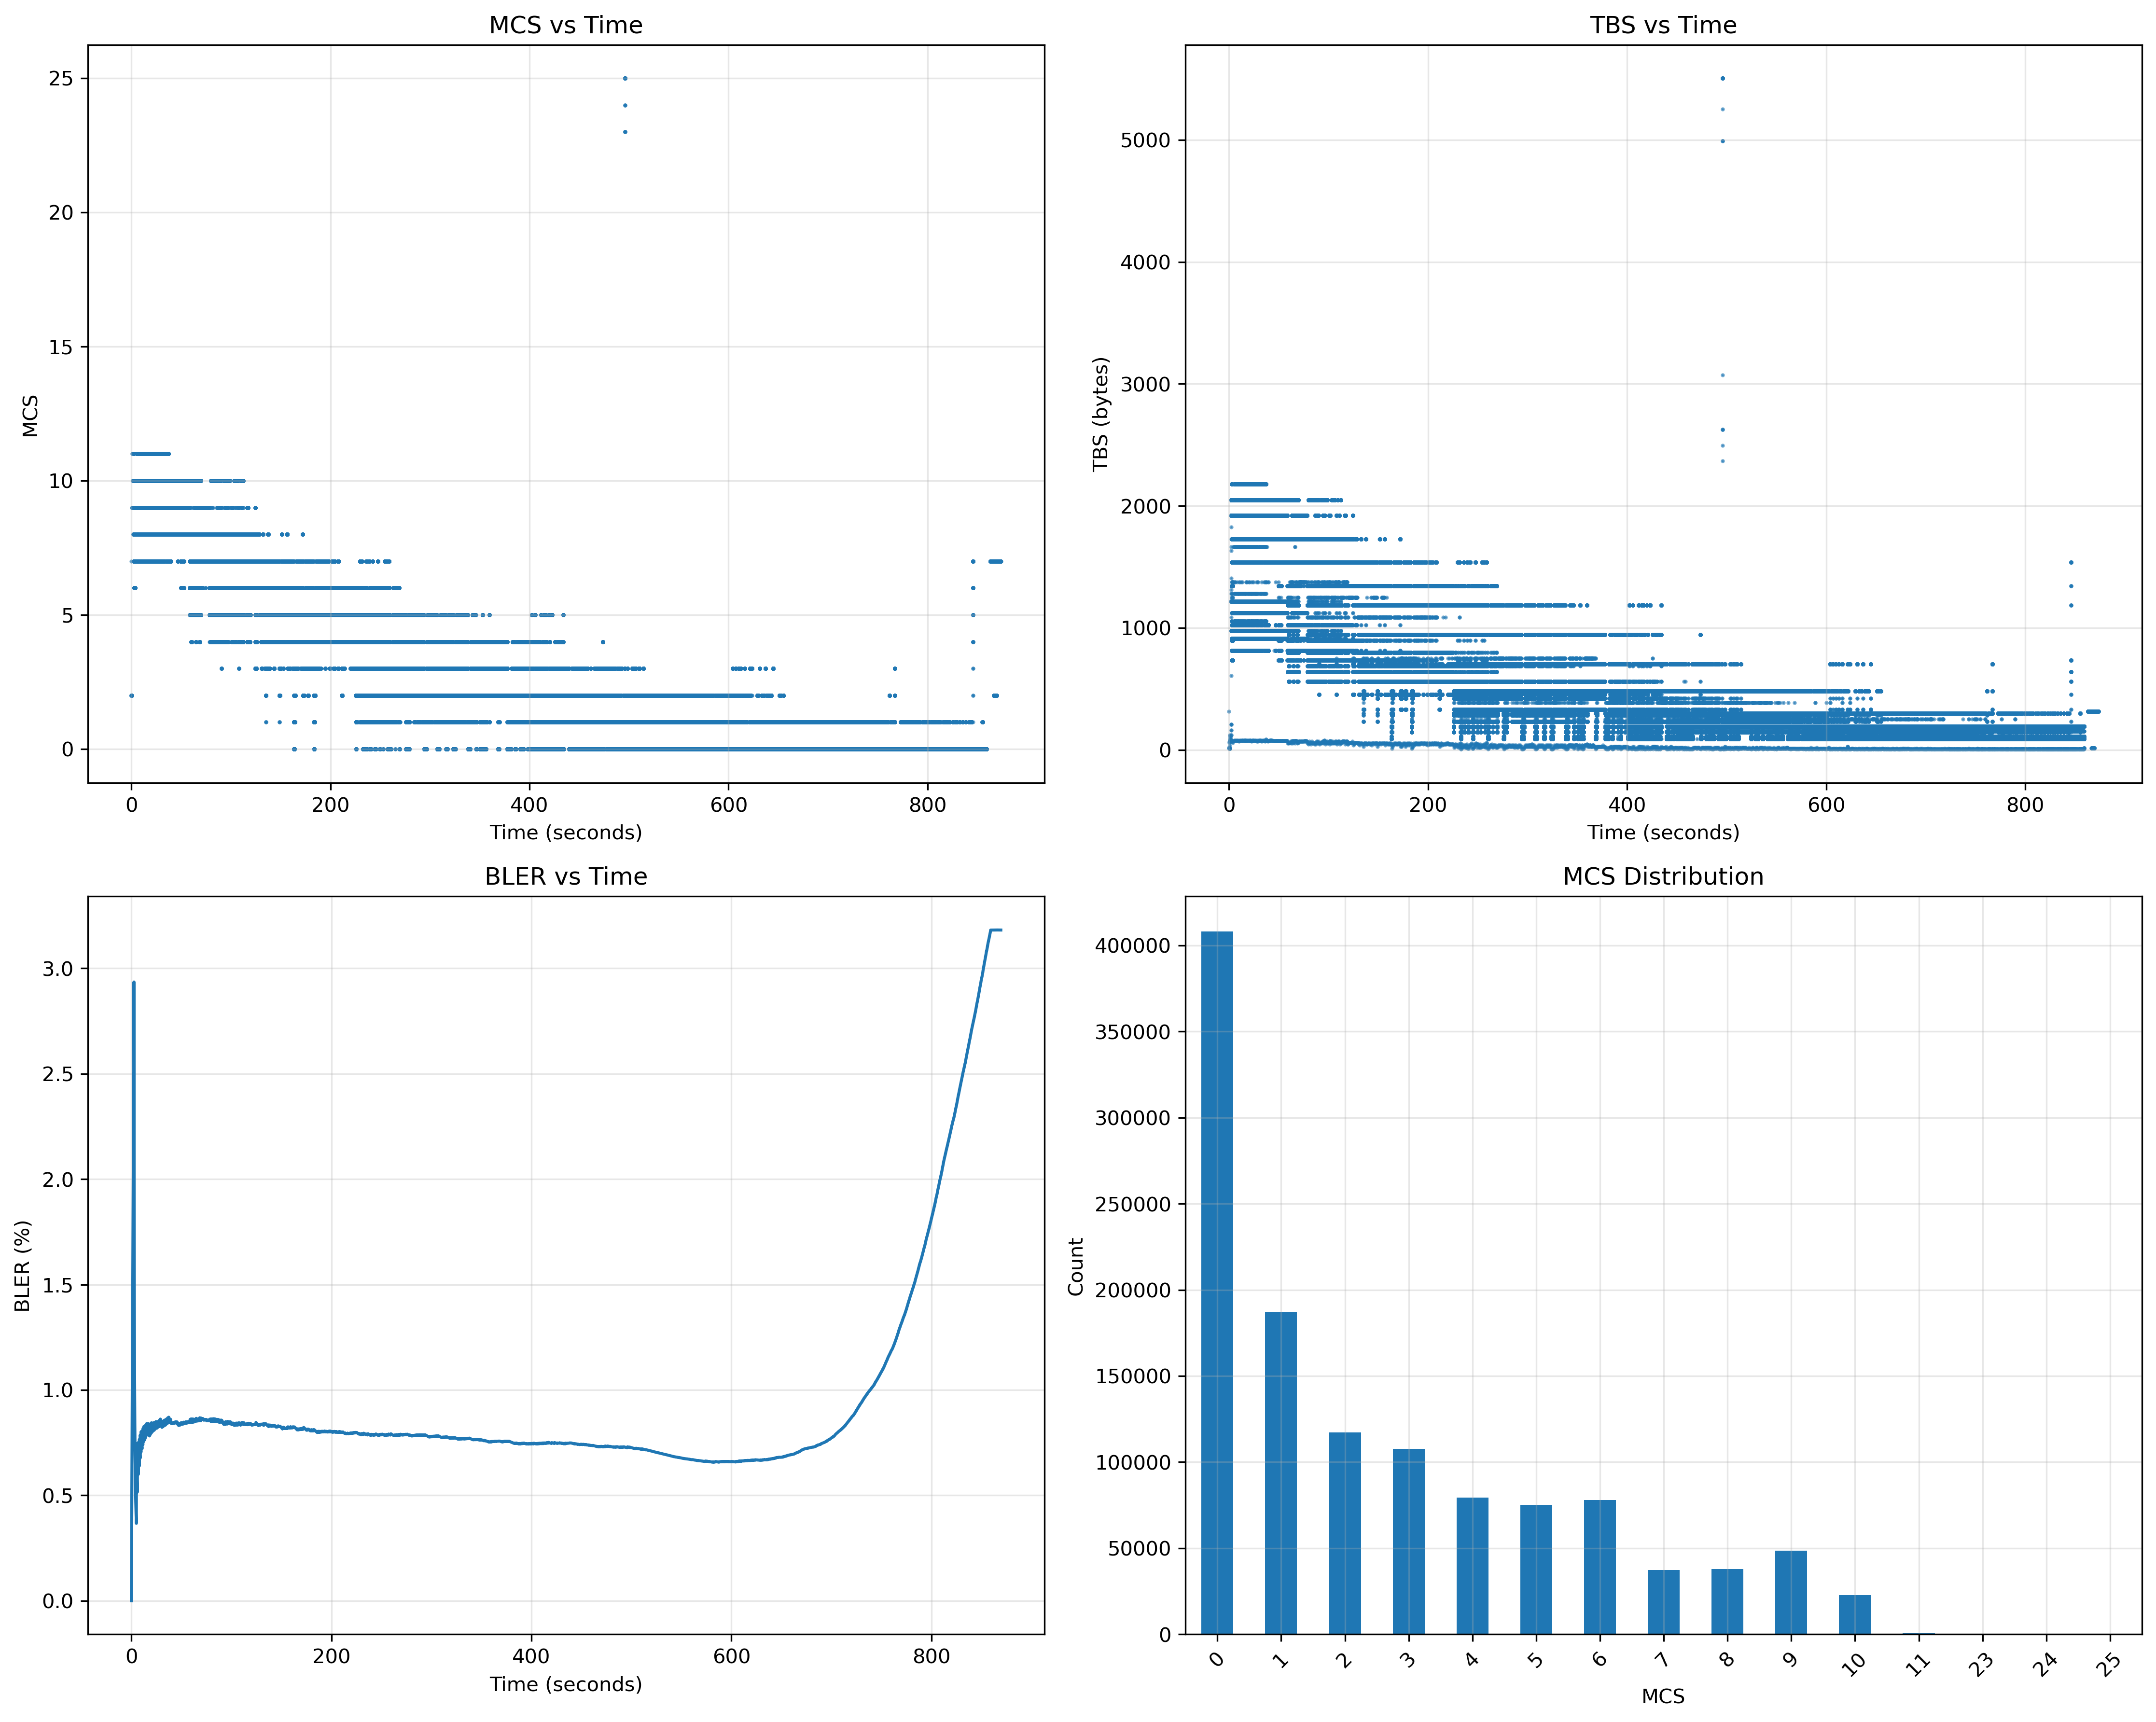 MCS vs Time
25
20
15
10
5
0
MCS
0 200 400 600 800
Time (seconds)
TBS vs Time
5000
4000
3000
2000
1000
0
TBS (bytes)
0 200 400 600 800
Time (seconds)
BLER vs Time
3.0
2.5
2.0
1.5
1.0
0.5
0.0
BLER (%)
0 200 400 600 800
Time (seconds)
MCS Distribution
400000
350000
300000
250000
200000
150000
100000
50000
0
Count
0 1 2 3 4 5 6 7 8 9 10 11 23 24 25
MCS